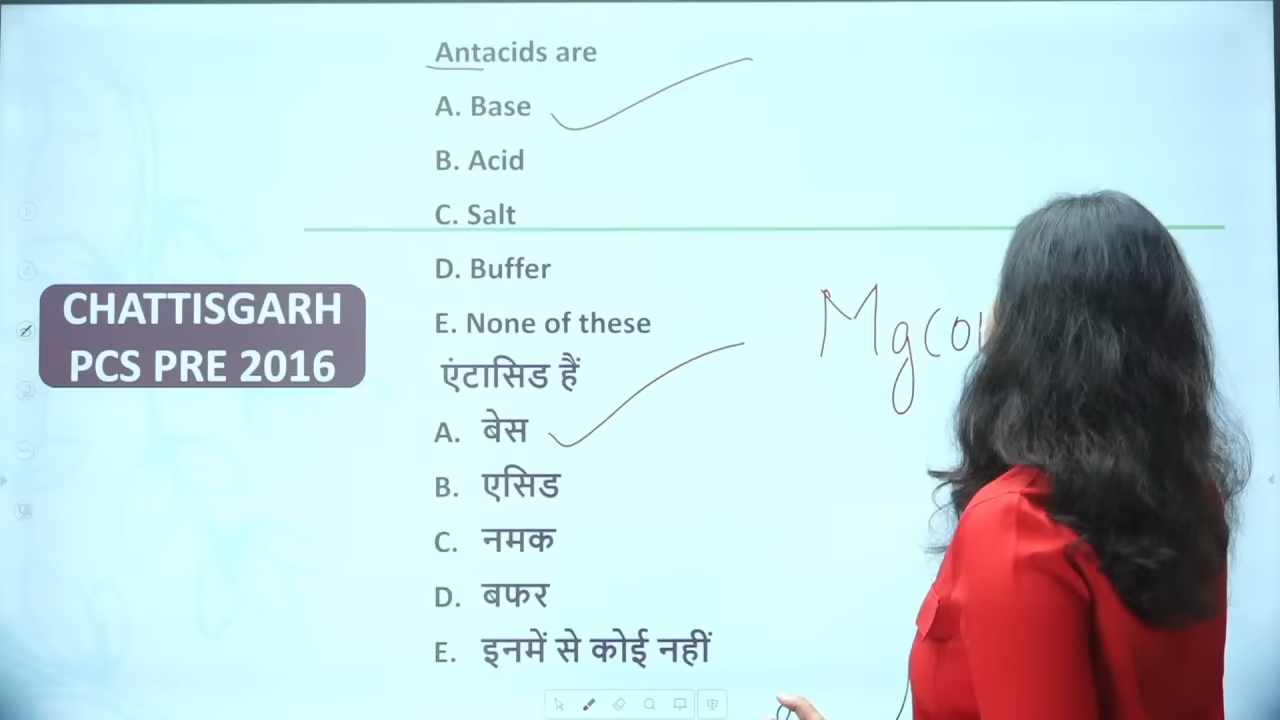 Antacids are
A. Base
B. Acid
C. Salt
D. Buffer
E. None of these
CHATTISGARH
PCS PRE 2016
एंटासिड हैं
A. बेस
B. एसिड
C. नमक
D. बफर
E. इनमें से कोई नहीं